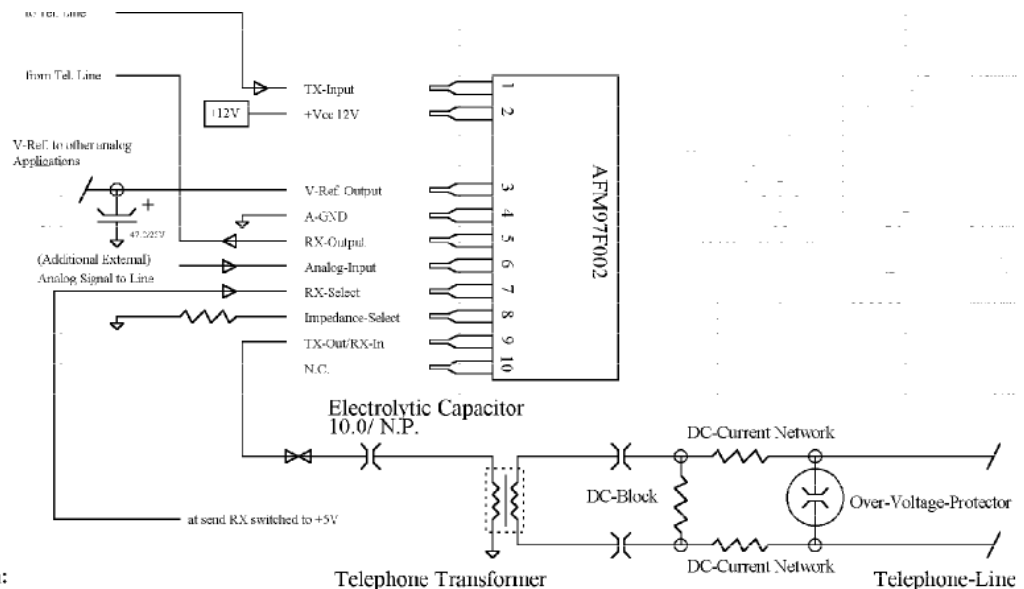 to Tel. Line
from Tel. Line
TX-Input
1
+12V
+Vcc 12V
2
V-Ref. to other analog
Applications
V-Ref. Output
3
+
A-GND
4
RX-Output
5
(Additional External)
Analog Signal to Line
Analog-Input
6
RX-Select
7
Impedance-Select
8
TX-Out/RX-In
9
N.C.
10
AFM97F002
Electrolytic Capacitor
10.0/ N.P.
DC-Current Network
DC-Block
Over-Voltage-Protector
at send RX switched to +5V
DC-Current Network
Telephone Transformer
Telephone-Line